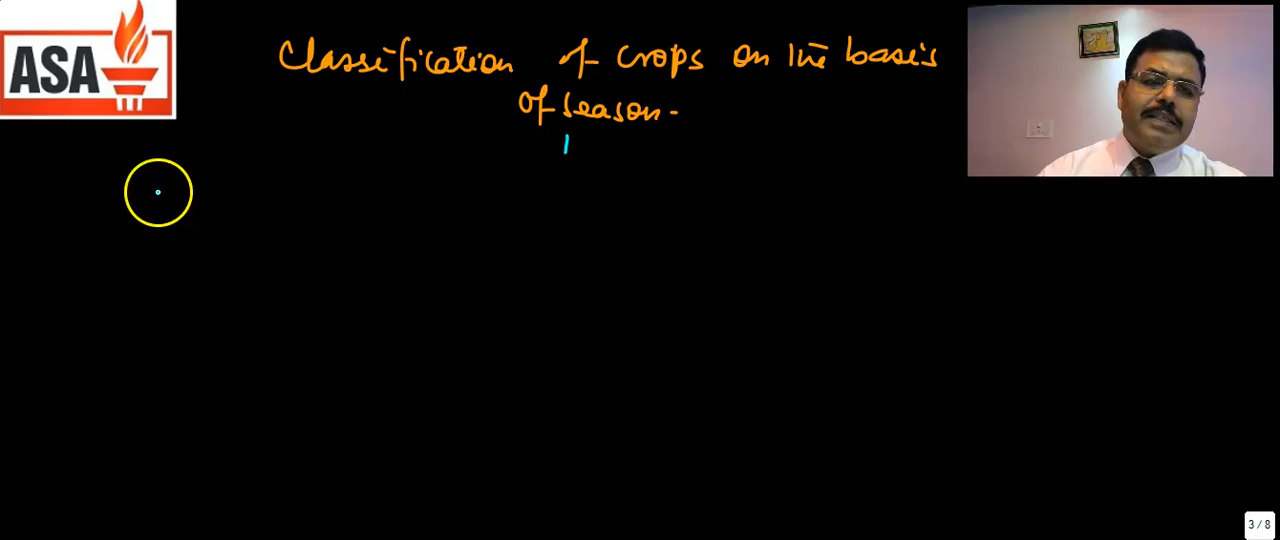 ASA
Classification of crops on the basis
of season.
3 / 8